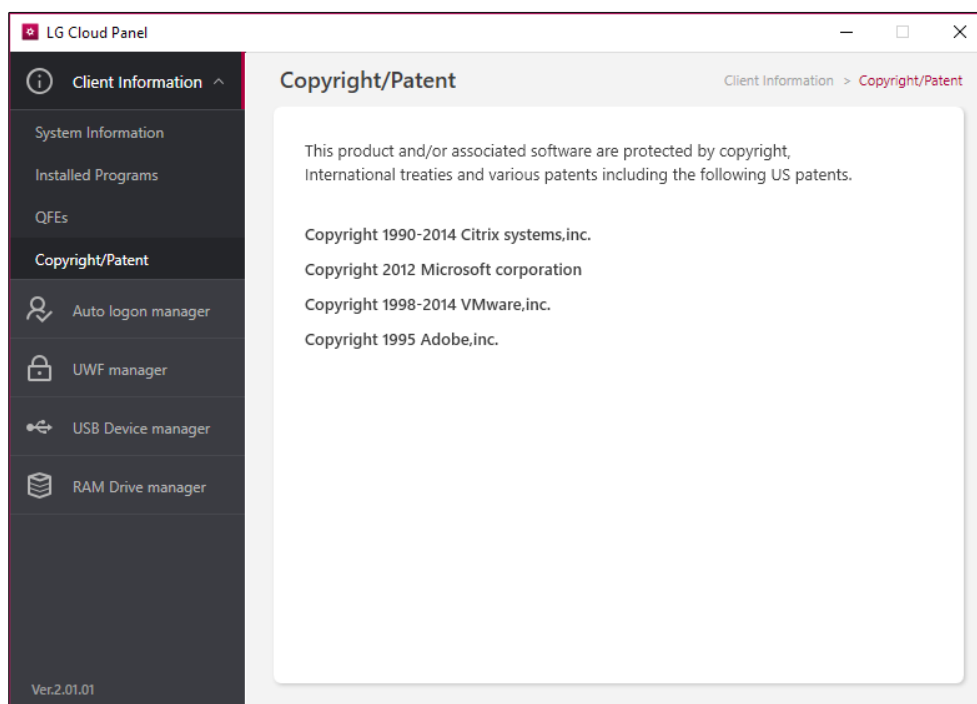 LG Cloud Panel
Client Information
System Information
Installed Programs
QFEs
Copyright/Patent
Auto logon manager
UWF manager
USB Device manager
RAM Drive manager
Ver.2.01.01
Copyright/Patent
Client Information > Copyright/Patent
This product and/or associated software are protected by copyright,
International treaties and various patents including the following US patents.
Copyright 1990-2014 Citrix systems,inc.
Copyright 2012 Microsoft corporation
Copyright 1998-2014 VMware,inc.
Copyright 1995 Adobe,inc.